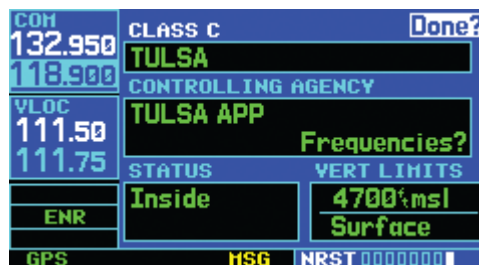 COM
132.950
118.900
VLOC
111.50
111.75
ENR
GPS
CLASS C
Done?
TULSA
CONTROLLING AGENCY
TULSA APP
Frequencies?
STATUS
Inside
VERT LIMITS
4700ft msl
Surface
MSG
NRST